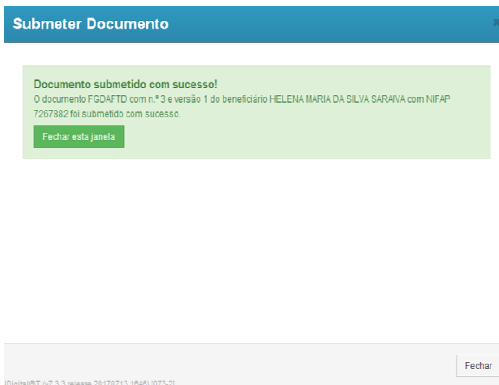 Submeter Documento
Documento submetido com sucesso!
O documento FGDAFTD com n.º 3 e versão 1 do beneficiário HELENA MARIA DA SILVA SARAIVA com NIFAP
7267882 foi submetido com sucesso.
Fechar esta janela
Fechar